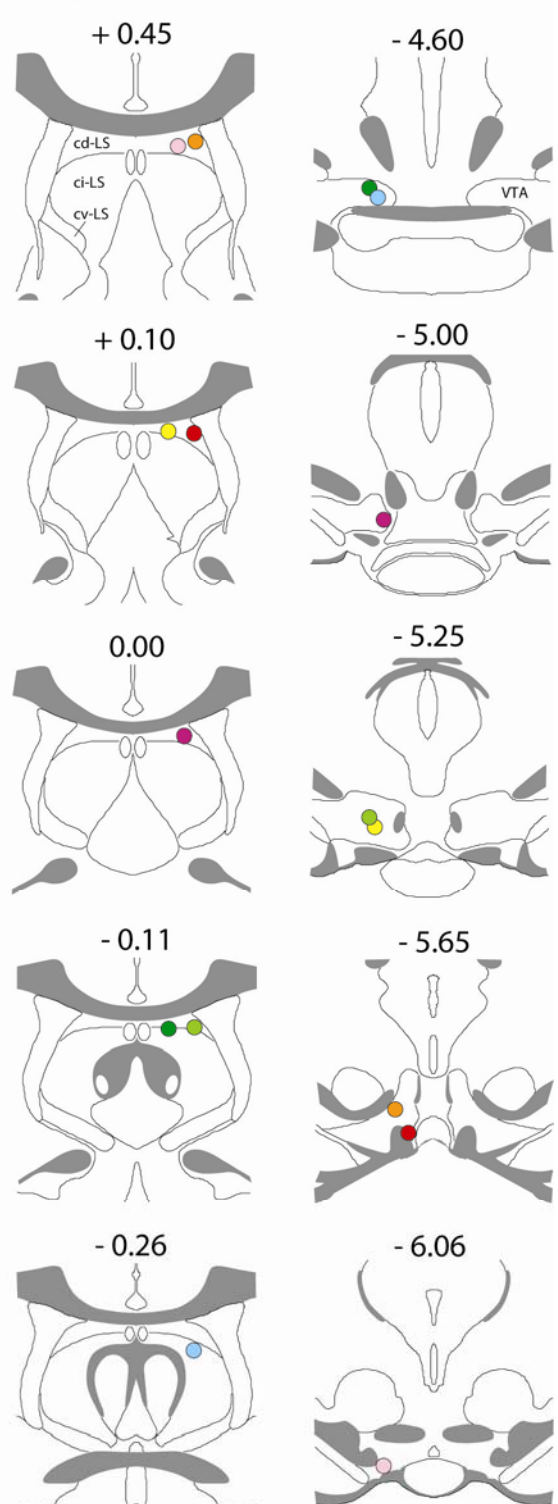 + 0.45
cd-LS
ci-LS
cv-LS
+ 0.10
0.00
- 0.11
- 0.26
- 4.60
VTA
- 5.00
- 5.25
- 5.65
- 6.06